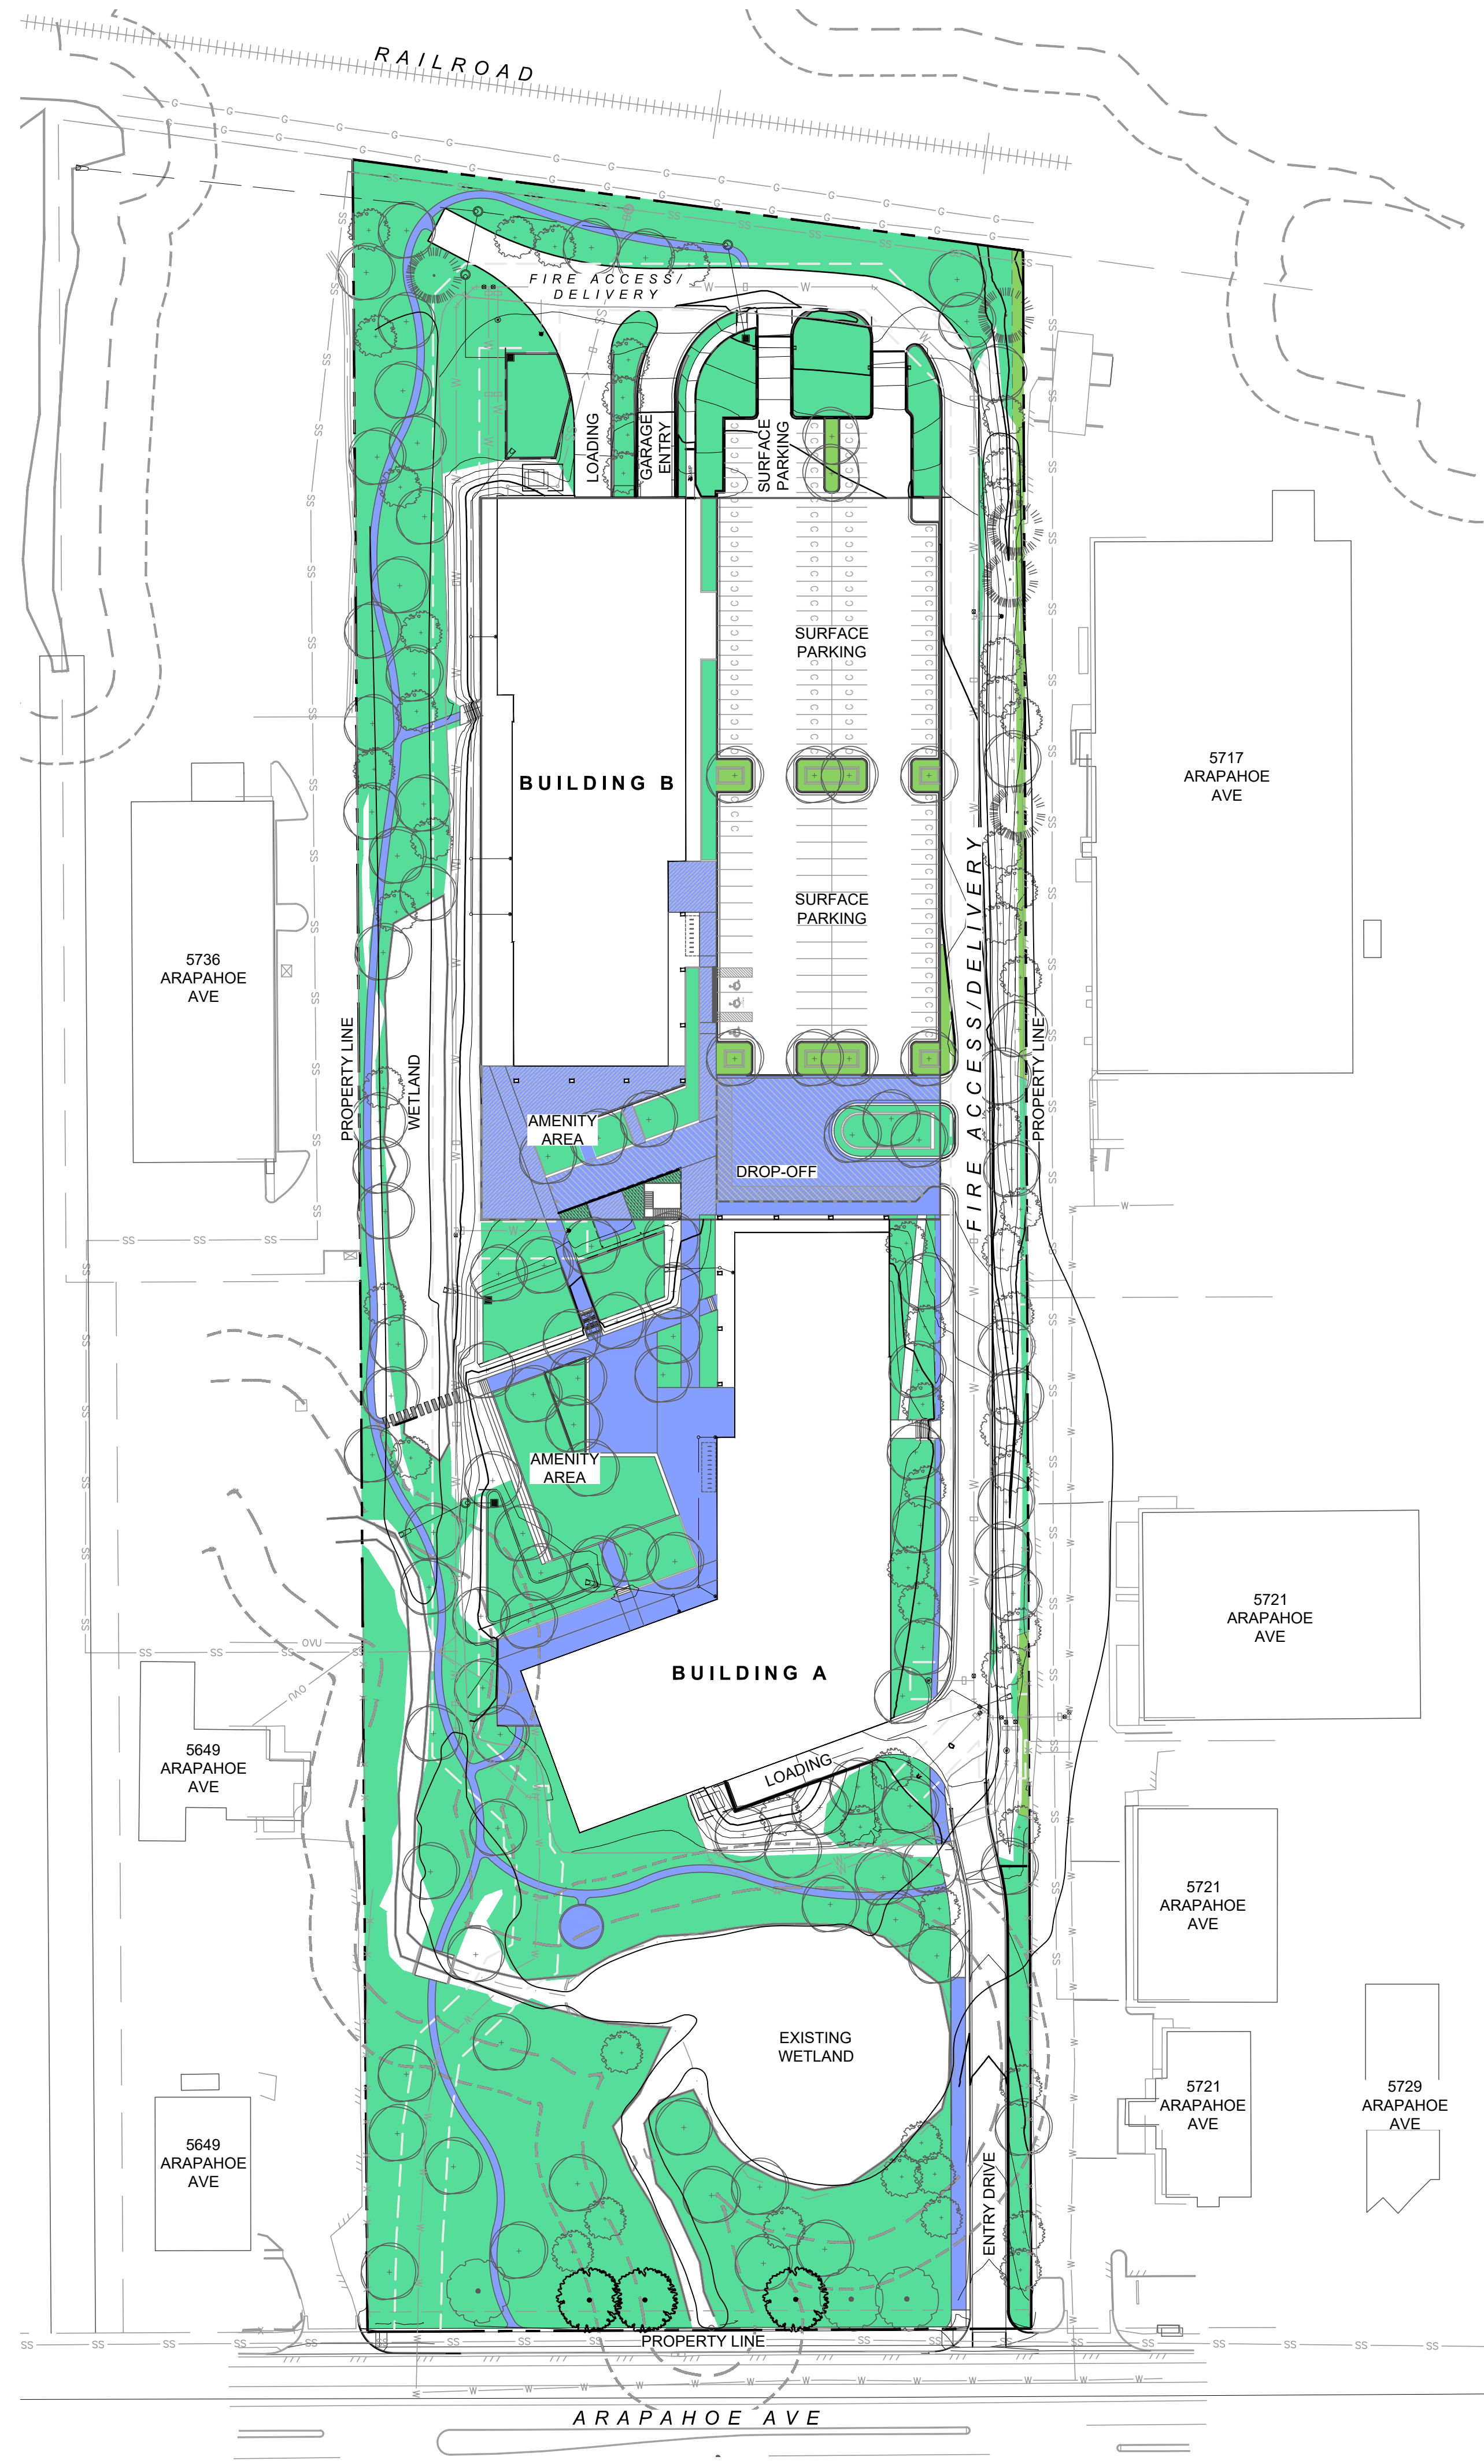 RAILROAD
FIRE ACCESS/
DELIVERY
LOADING
GARAGE
ENTRY
SURFACE
PARKING
SURFACE
PARKING
BUILDING B
5717
ARAPAHOE
AVE
SURFACE
PARKING
5736
ARAPAHOE
AVE
PROPERTY LINE
WETLAND
FIRE ACCESS/DELIVERY
PROPERTY LINE
AMENITY
AREA
DROP-OFF
AMENITY
AREA
5721
ARAPAHOE
AVE
BUILDING A
5649
ARAPAHOE
AVE
LOADING
5721
ARAPAHOE
AVE
EXISTING
WETLAND
5721
ARAPAHOE
AVE
5729
ARAPAHOE
AVE
5649
ARAPAHOE
AVE
ENTRY DRIVE
PROPERTY LINE
ARAPAHOE AVE